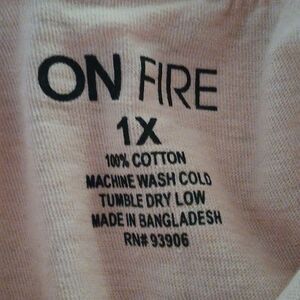 ON FIRE
1X
100% COTTON
MACHINE WASH COLD
TUMBLE DRY LOW
MADE IN BANGLADESH
RN# 93906